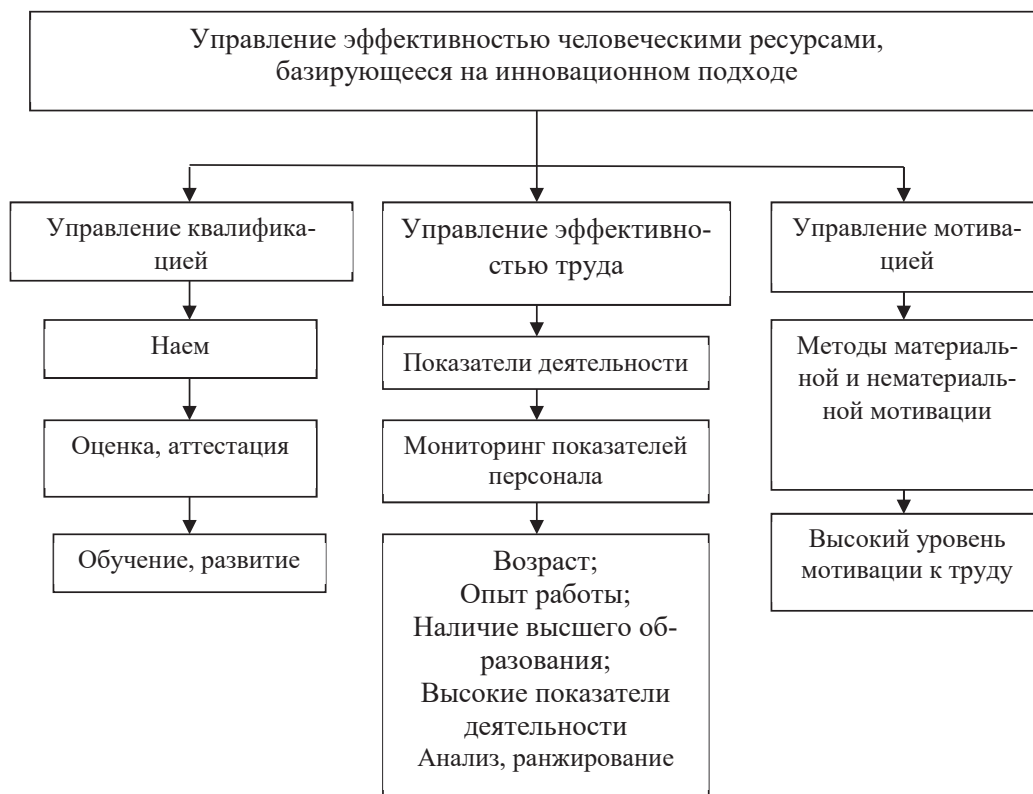 Управление эффективностью человеческими ресурсами,
базирующееся на инновационном подходе
Управление квалифика-
цией
Наем
Оценка, аттестация
Обучение, развитие
Управление эффективно-
стью труда
Показатели деятельности
Мониторинг показателей
персонала
Возраст;
Опыт работы;
Наличие высшего об-
разования;
Высокие показатели
деятельности
Анализ, ранжирование
Управление мотива-
цией
Методы материаль-
ной и нематериаль-
ной мотивации
Высокий уровень
мотивации к труду